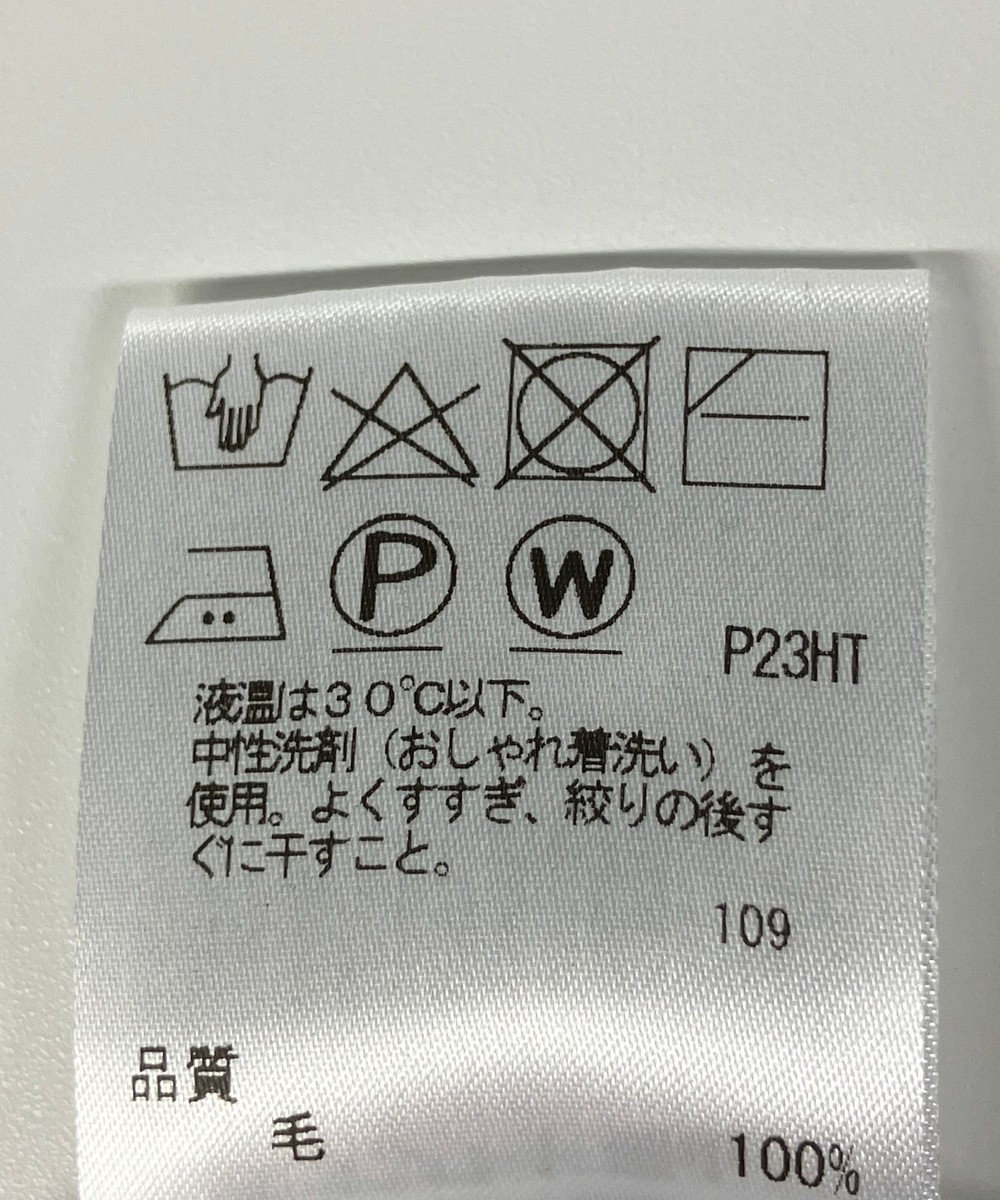 P W
P23HT
液温は30℃以下。
中性洗剤（おしゃれ着洗い）を
使用。よくすすぎ、絞りの後す
ぐに干すこと。
109
品質
毛 100%